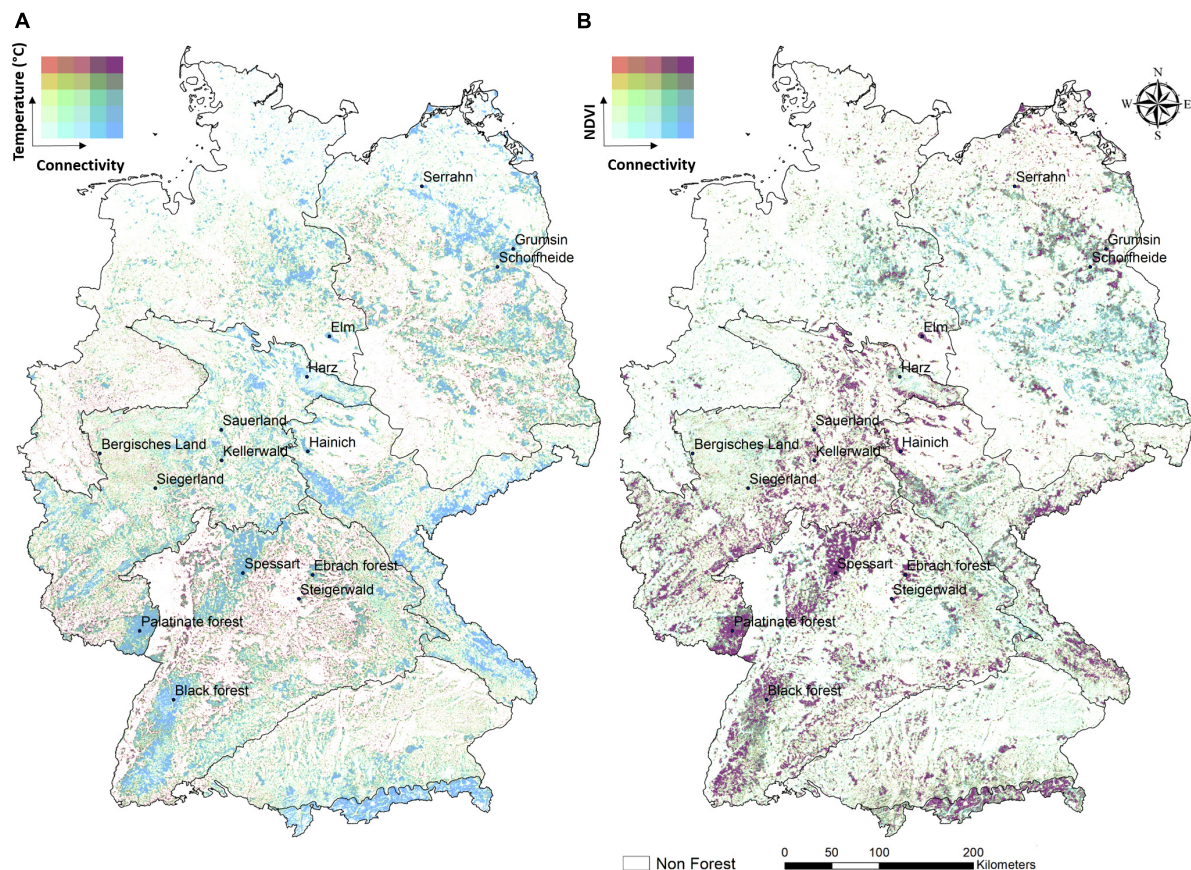 A
Temperature (°C)
Connectivity
Serrahn
Grumsin
Schorfheide
Elm
Harz
Sauerland
Bergisches Land
Hainich
Kellerwald
Siegerland
Spessart
Ebrach forest
Steigerwald
Palatinate forest
Black forest
B
NDVI
Connectivity
N
W
E
S
Serrahn
Grumsin
Schorfheide
Elm
Harz
Sauerland
Bergisches Land
Hainich
Kellerwald
Siegerland
Spessart
Ebrach forest
Steigerwald
Palatinate forest
Black forest
Non Forest
0 50 100 200
Kilometers